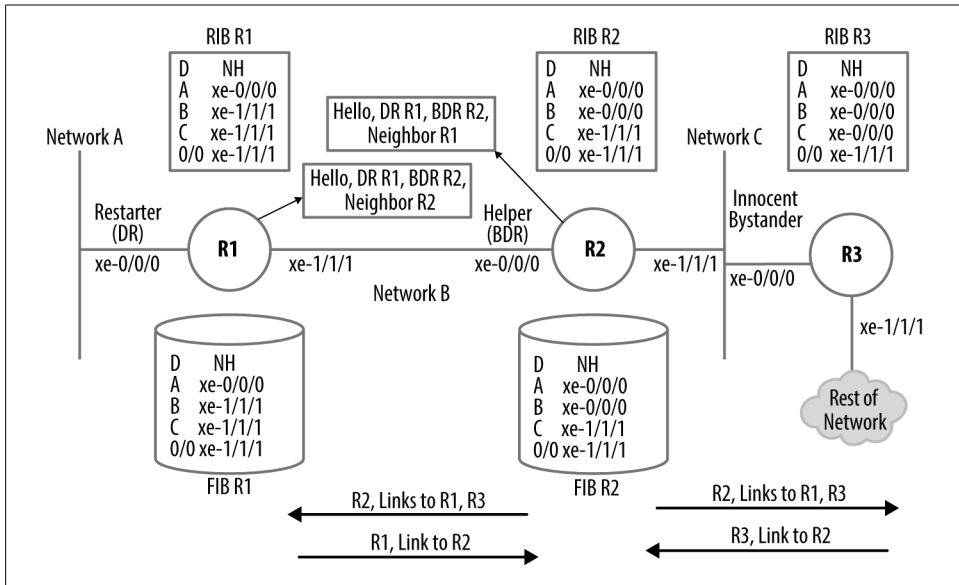 RIB R1
D NH
A xe-0/0/0
B xe-1/1/1
C xe-1/1/1
0/0 xe-1/1/1
RIB R2
D NH
A xe-0/0/0
B xe-0/0/0
C xe-1/1/1
0/0 xe-1/1/1
RIB R3
D NH
A xe-0/0/0
B xe-0/0/0
C xe-0/0/0
0/0 xe-1/1/1
Hello, DR R1, BDR R2,
Neighbor R1
Hello, DR R1, BDR R2,
Neighbor R2
Network A
Network C
Restarter
(DR)
Helper
(BDR)
Innocent
Bystander
R1
R2
R3
xe-0/0/0
xe-1/1/1
xe-0/0/0
xe-1/1/1
xe-0/0/0
Network B
xe-1/1/1
Rest of
Network
D NH
A xe-0/0/0
B xe-1/1/1
C xe-1/1/1
0/0 xe-1/1/1
FIB R1
D NH
A xe-0/0/0
B xe-0/0/0
C xe-1/1/1
0/0 xe-1/1/1
FIB R2
R2, Links to R1, R3
R1, Link to R2
R2, Links to R1, R3
R3, Link to R2